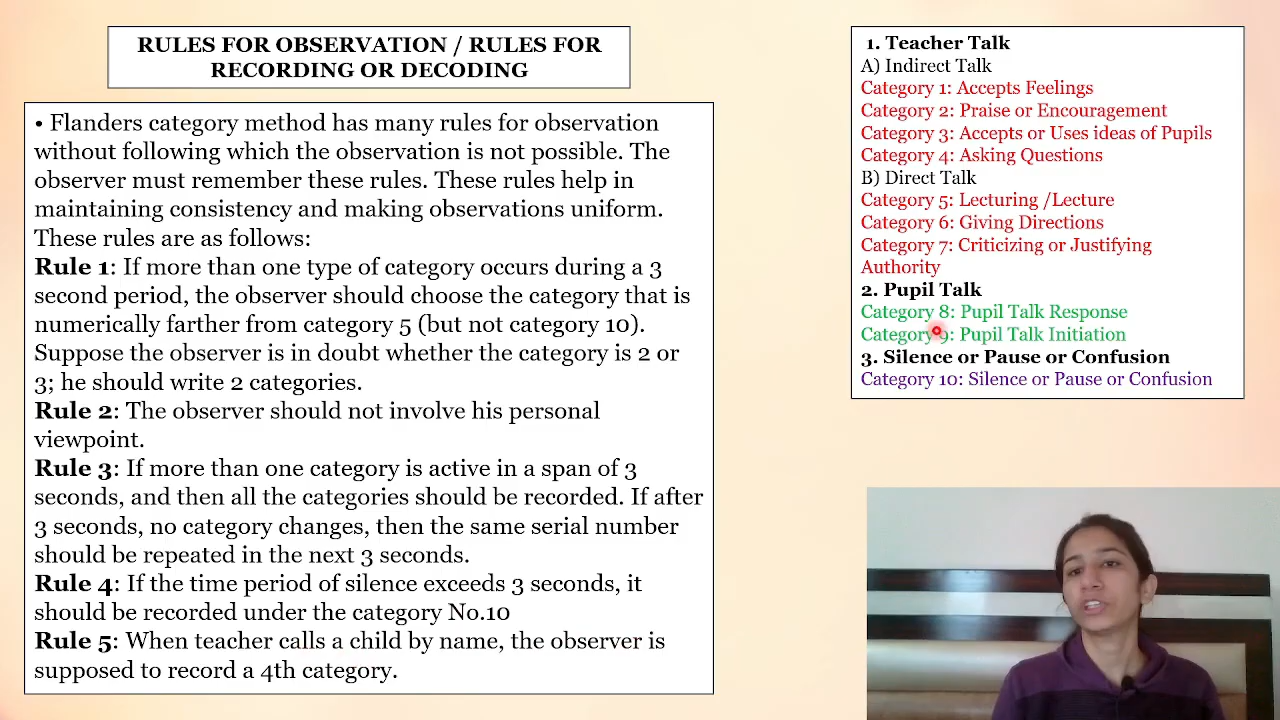 RULES FOR OBSERVATION / RULES FOR
RECORDING OR DECODING
• Flanders category method has many rules for observation
without following which the observation is not possible. The
observer must remember these rules. These rules help in
maintaining consistency and making observations uniform.
These rules are as follows:
Rule 1: If more than one type of category occurs during a 3
second period, the observer should choose the category that is
numerically farther from category 5 (but not category 10).
Suppose the observer is in doubt whether the category is 2 or
3; he should write 2 categories.
Rule 2: The observer should not involve his personal
viewpoint.
Rule 3: If more than one category is active in a span of 3
seconds, and then all the categories should be recorded. If after
3 seconds, no category changes, then the same serial number
should be repeated in the next 3 seconds.
Rule 4: If the time period of silence exceeds 3 seconds, it
should be recorded under the category No.10
Rule 5: When teacher calls a child by name, the observer is
supposed to record a 4th category.
1. Teacher Talk
A) Indirect Talk
Category 1: Accepts Feelings
Category 2: Praise or Encouragement
Category 3: Accepts or Uses ideas of Pupils
Category 4: Asking Questions
B) Direct Talk
Category 5: Lecturing /Lecture
Category 6: Giving Directions
Category 7: Criticizing or Justifying
Authority
2. Pupil Talk
Category 8: Pupil Talk Response
Category 9: Pupil Talk Initiation
3. Silence or Pause or Confusion
Category 10: Silence or Pause or Confusion